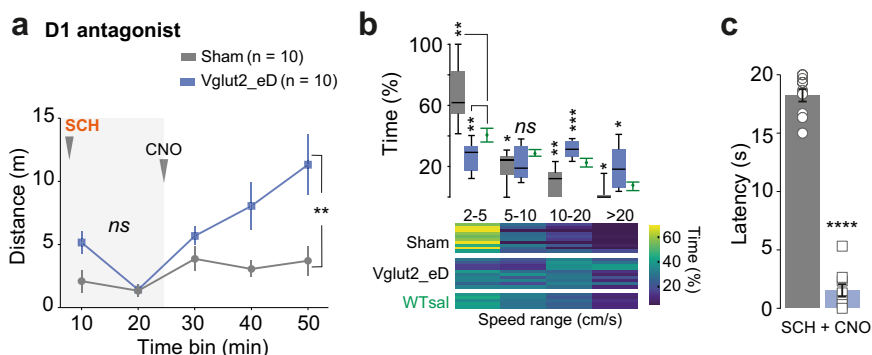 a D1 antagonist
Sham (n = 10)
Vglut2_eD (n = 10)
15
10
5
0
Distance (m)
SCH
CNO
ns
**
10 20 30 40 50
Time bin (min)
b
100
60
20
Time (%)
**
**
*
ns
**
***
*
*
2-5 5-10 10-20 >20
Sham
Vglut2_eD
WTsal
Speed range (cm/s)
60
40
20
Time (%)
c
20
10
0
Latency (s)
****
SCH + CNO